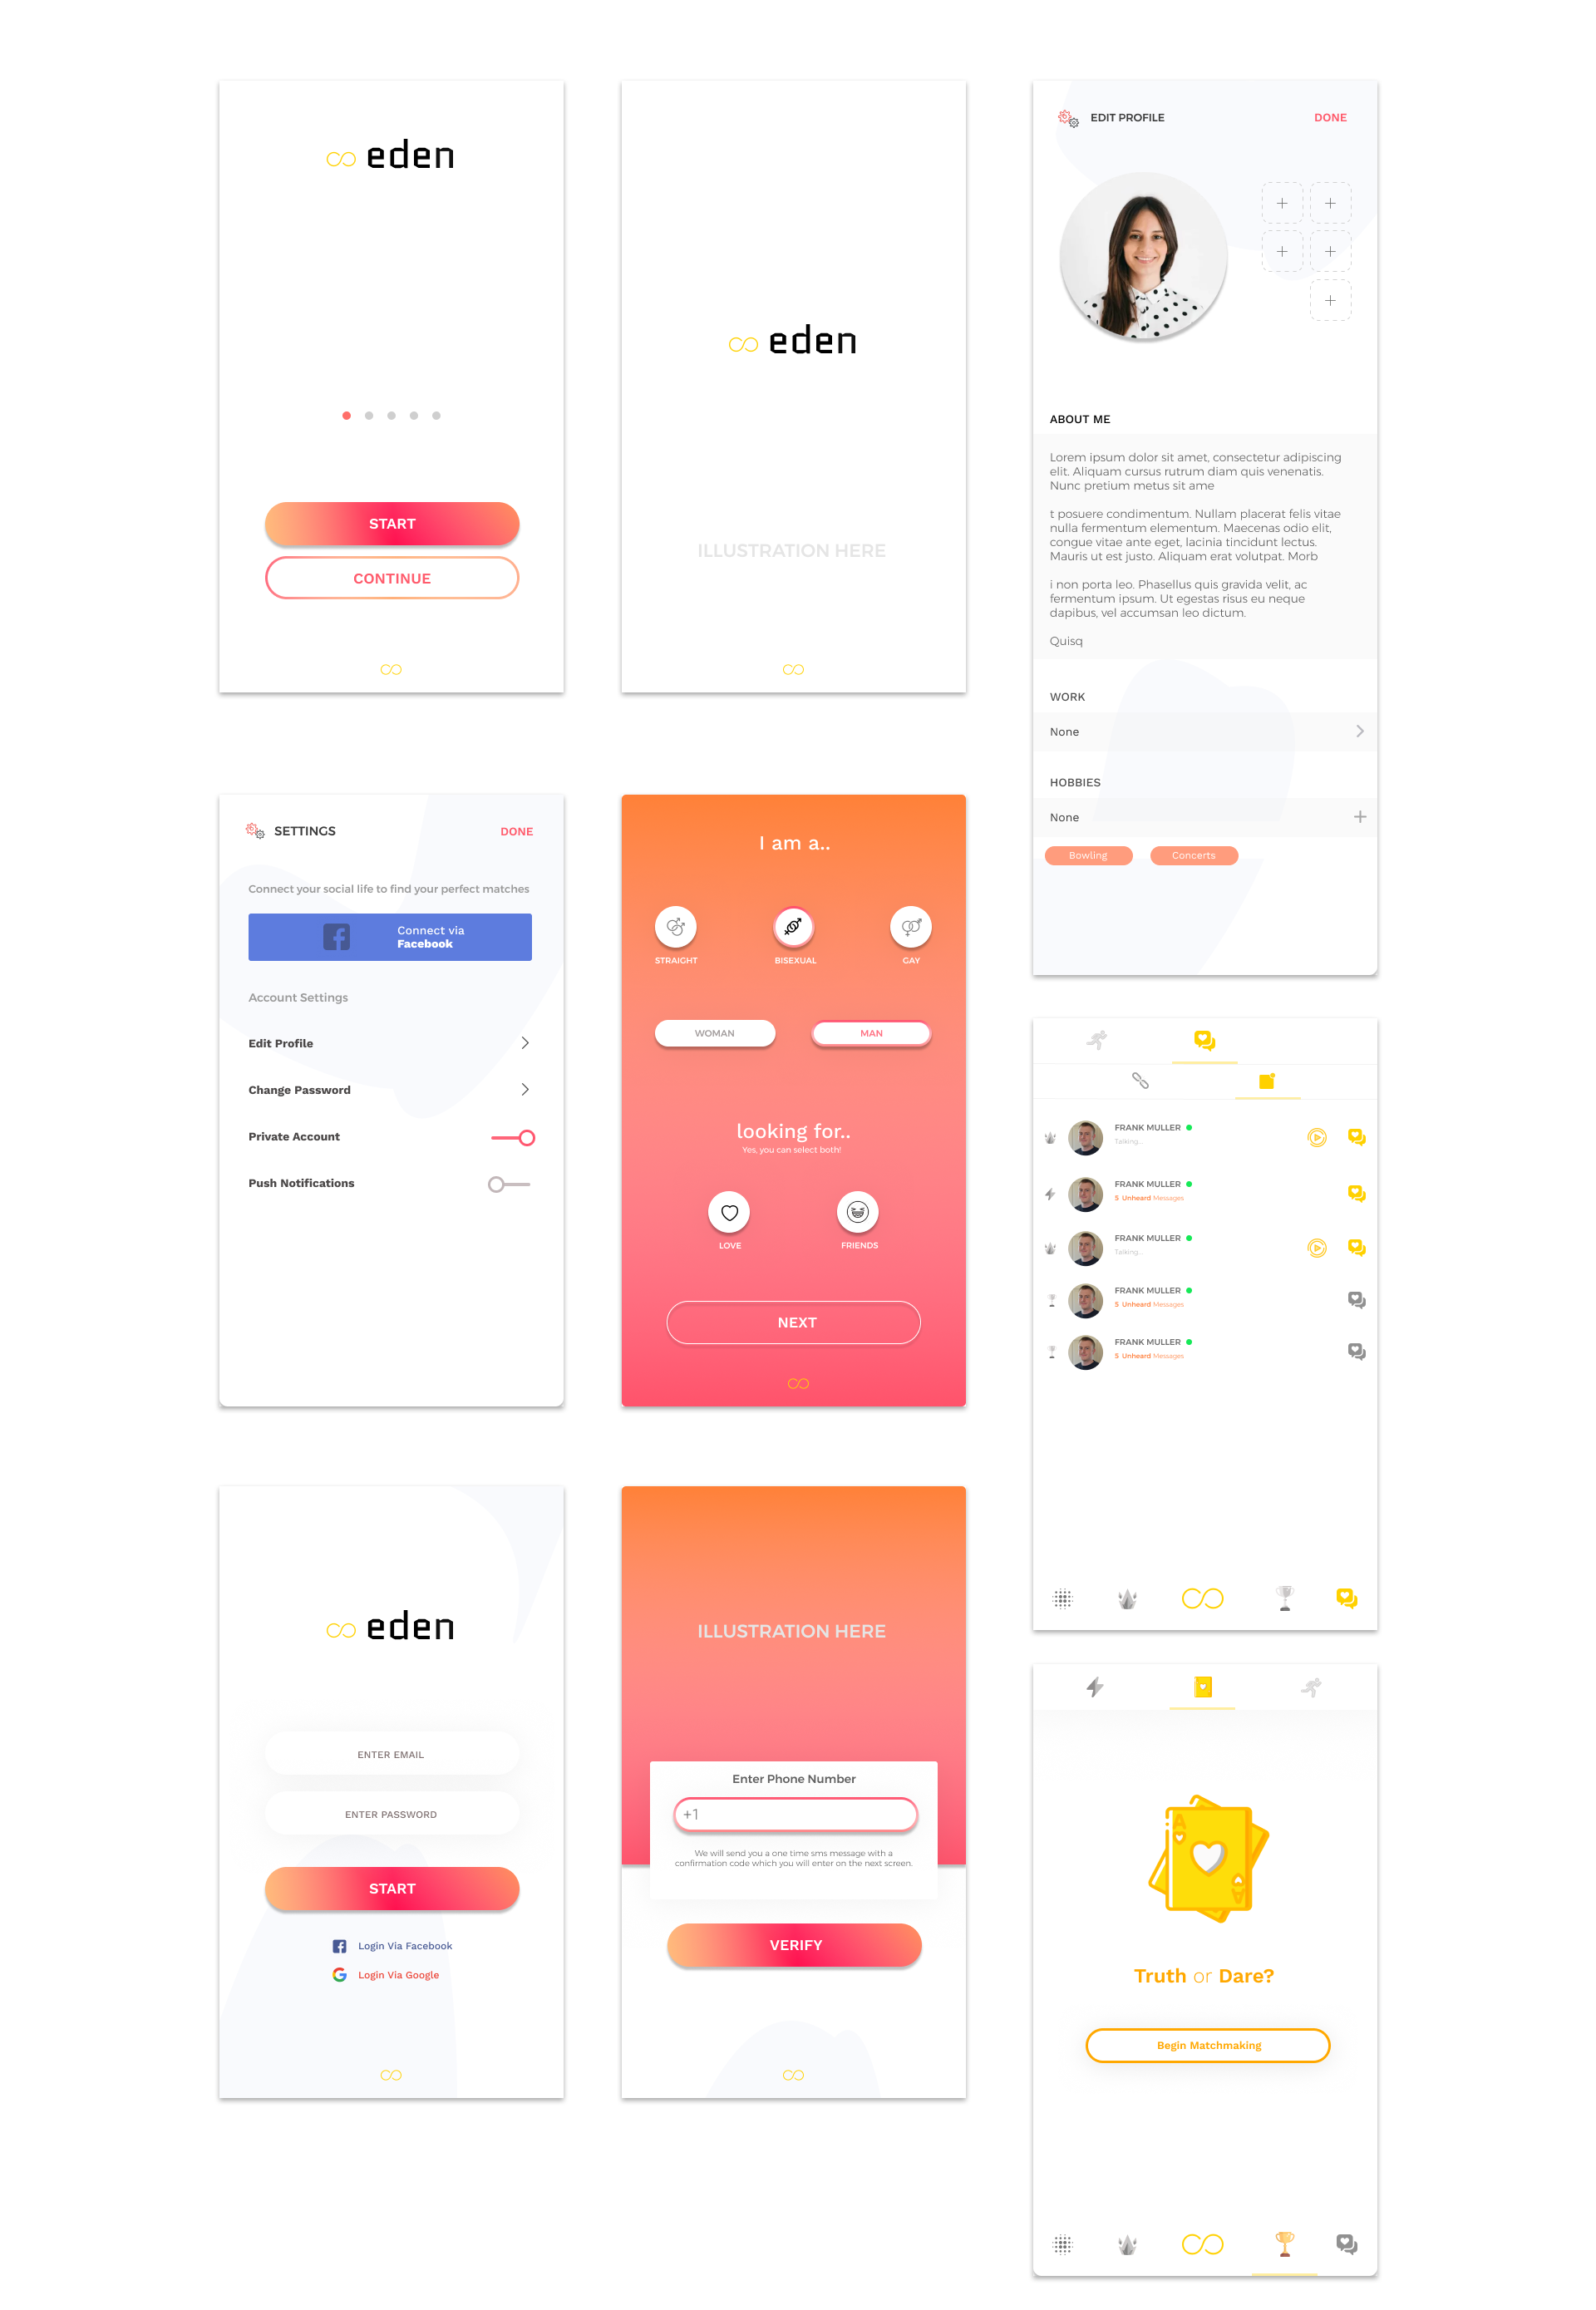 eden
START
CONTINUE
eden
ILLUSTRATION HERE
EDIT PROFILE
DONE
ABOUT ME
Lorem ipsum dolor sit amet, consectetur adipiscing
elit. Aliquam cursus rutrum diam quis venenatis.
Nunc pretium metus sit ame
t posuere condimentum. Nullam placerat felis vitae
nulla fermentum elementum. Maecenas odio elit,
congue vitae ante eget, lacinia tincidunt lectus.
Mauris ut est justo. Aliquam erat volutpat. Morb
i non porta leo. Phasellus quis gravida velit, ac
fermentum ipsum. Ut egestas risus eu neque
dapibus, vel accumsan leo dictum.
Quisq
WORK
None
HOBBIES
None
Bowling
Concerts
SETTINGS
DONE
Connect your social life to find your perfect matches
Connect via
Facebook
Account Settings
Edit Profile
Change Password
Private Account
Push Notifications
I am a..
STRAIGHT
BISEXUAL
GAY
WOMAN
MAN
looking for..
Yes, you can select both!
LOVE
FRIENDS
NEXT
FRANK MULLER
Talking...
FRANK MULLER
5 Unheard Messages
FRANK MULLER
Talking...
FRANK MULLER
5 Unheard Messages
FRANK MULLER
5 Unheard Messages
eden
ENTER EMAIL
ENTER PASSWORD
START
Login Via Facebook
Login Via Google
ILLUSTRATION HERE
Enter Phone Number
+1
We will send you a one time sms message with a
confirmation code which you will enter on the next screen.
VERIFY
A
A
Truth or Dare?
Begin Matchmaking